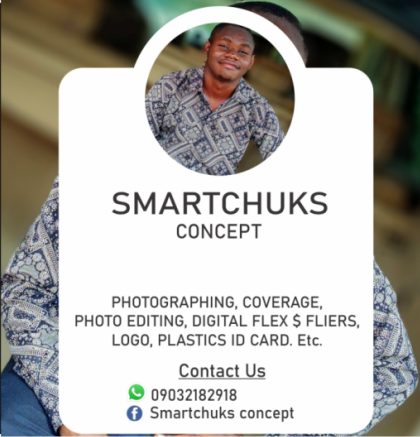 SMARTCHUKS
CONCEPT
PHOTOGRAPHING, COVERAGE,
PHOTO EDITING, DIGITAL FLEX $ FLIERS,
LOGO, PLASTICS ID CARD. Etc.
Contact Us
09032182918
Smartchuks concept